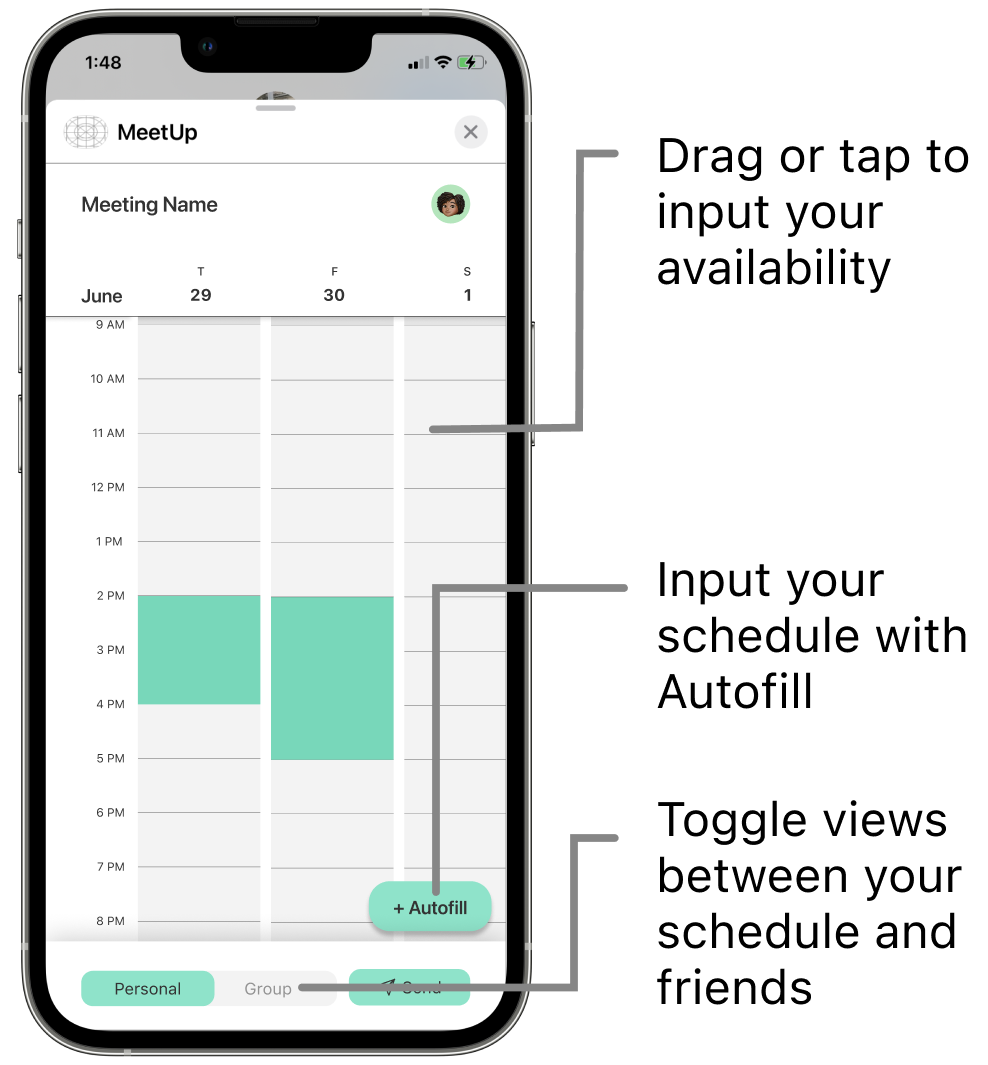 1:48
MeetUp
Meeting Name
T F S
June 29 30 1
9 AM
10 AM
11 AM
12 PM
1 PM
2 PM
3 PM
4 PM
5 PM
6 PM
7 PM
8 PM
+ Autofill
Personal Group Send
Drag or tap to
input your
availability
Input your
schedule with
Autofill
Toggle views
between your
schedule and
friends